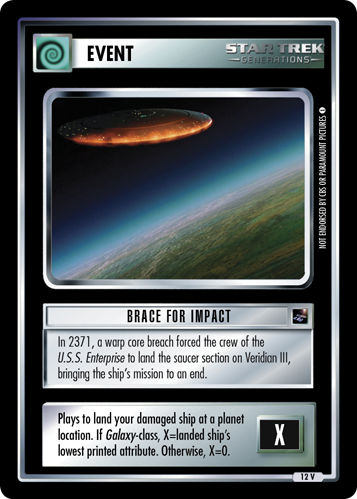 EVENT
STAR TREK
GENERATIONS
NOT ENDORSED BY CBS OR PARAMOUNT PICTURES
BRACE FOR IMPACT
In 2371, a warp core breach forced the crew of the
U.S.S. Enterprise to land the saucer section on Veridian III,
bringing the ship's mission to an end.
Plays to land your damaged ship at a planet
location. If Galaxy-class, X=landed ship's
lowest printed attribute. Otherwise, X=0.
X
12 V